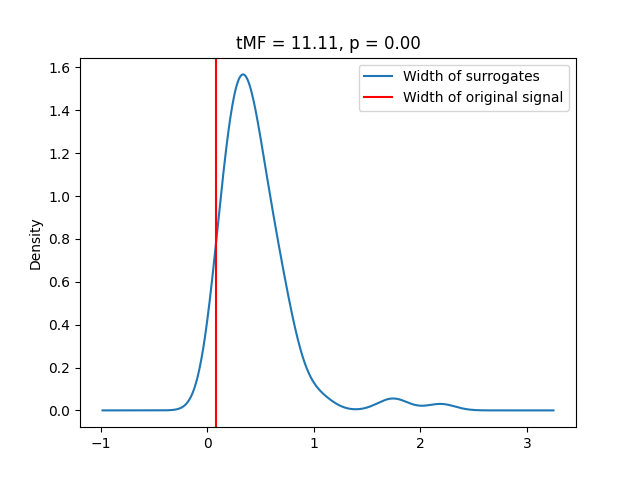 tMF = 11.11, p = 0.00
Width of surrogates
Width of original signal
Density
1.6
1.4
1.2
1.0
0.8
0.6
0.4
0.2
0.0
−1 0 1 2 3